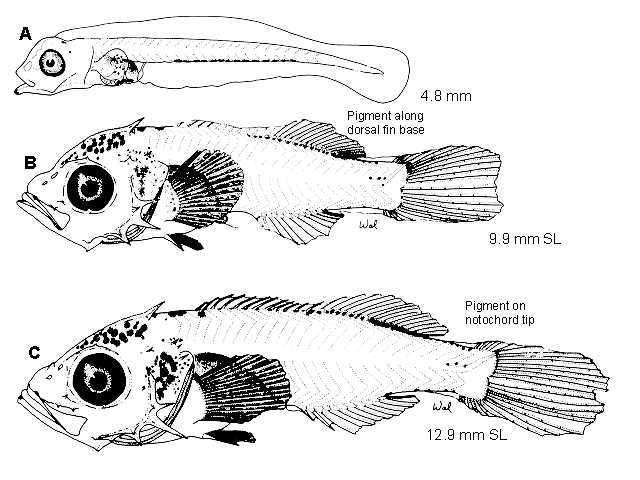 A
4.8 mm
Pigment along
dorsal fin base
B
Wal
9.9 mm SL
Pigment on
notochord tip
C
Wal
12.9 mm SL